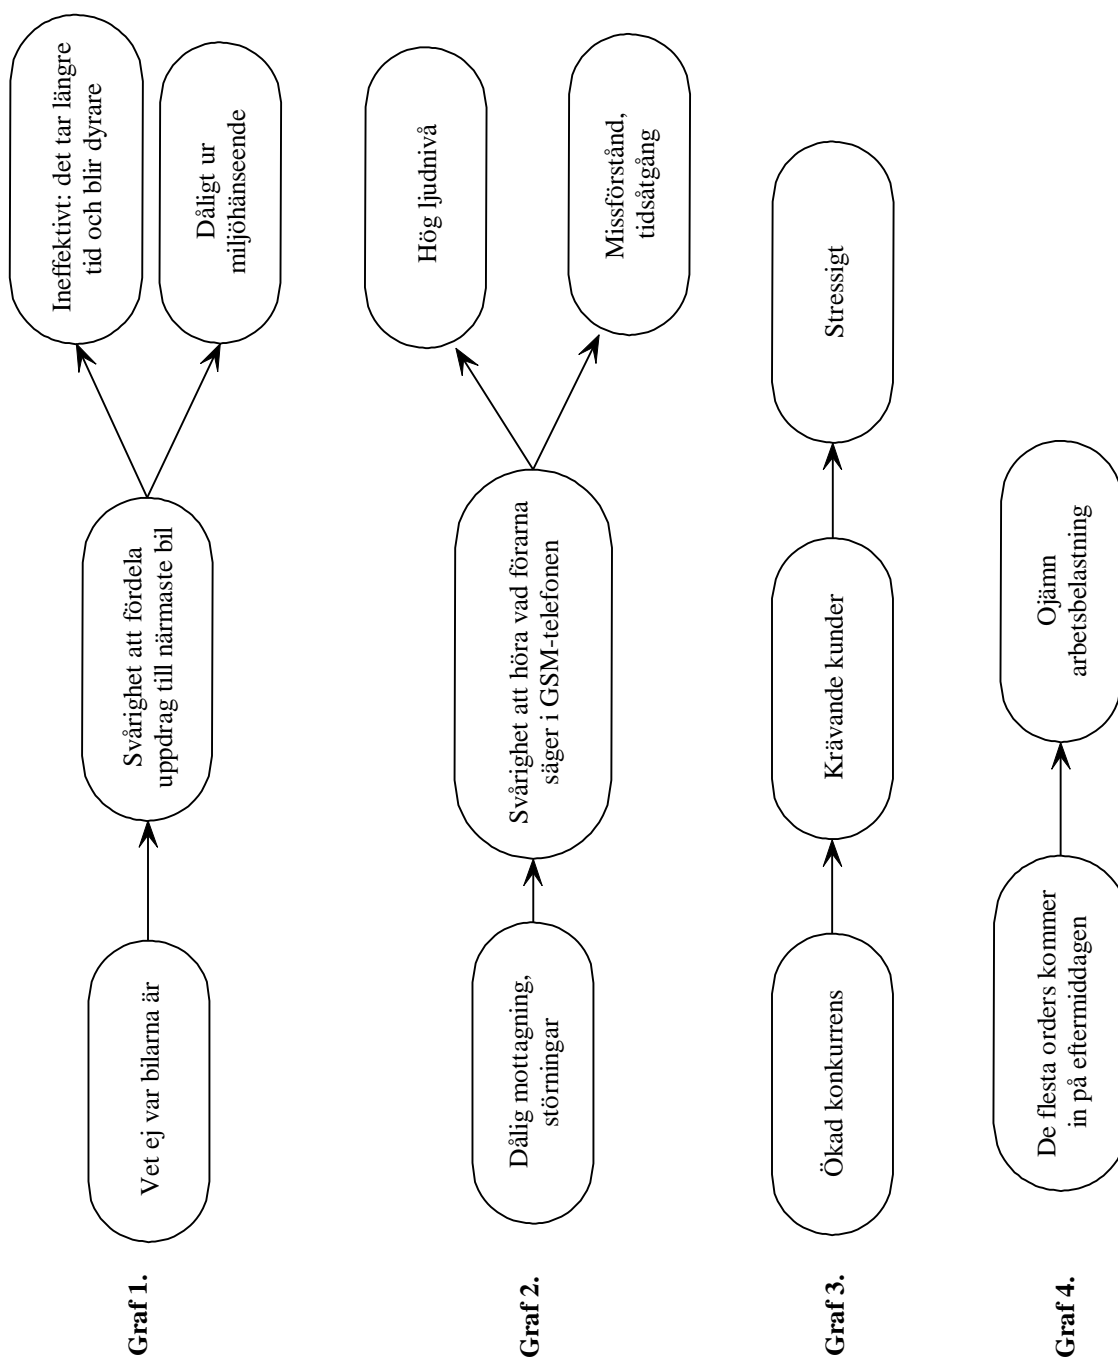 Graf 1.
Vet ej var bilarna är
Svårighet att fördela
uppdrag till närmaste bil
Ineffektivt: det tar längre
tid och blir dyrare
Dåligt ur
miljöhänseende
Graf 2.
Dålig mottagning,
störningar
Svårighet att höra vad förarna
säger i GSM-telefonen
Hög ljudnivå
Missförstånd,
tidsåtgång
Graf 3.
Ökad konkurrens
Krävande kunder
Stressigt
Graf 4.
De flesta orders kommer
in på eftermiddagen
Ojämn
arbetsbelastning